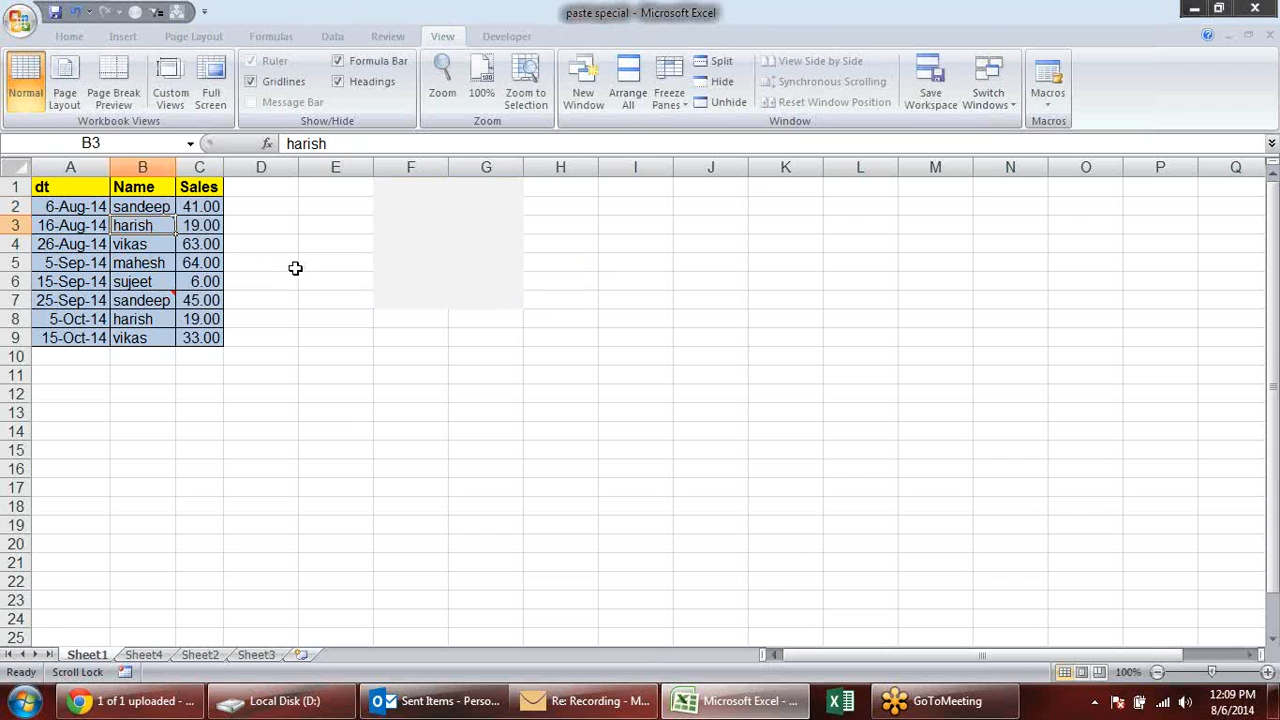 paste special - Microsoft Excel
Home Insert Page Layout Formulas Data Review View Developer
Normal
Page Layout
Page Break Preview
Custom Views
Full Screen
Workbook Views
Ruler
Formula Bar
Gridlines
Headings
Message Bar
Show/Hide
Zoom
100%
Zoom to Selection
Zoom
New Window
Arrange All
Freeze Panes
Split
Hide
Unhide
View Side by Side
Synchronous Scrolling
Reset Window Position
Window
Save Workspace
Switch Windows
Macros
Macros
B3 fx harish
A B C D E F G H I J K L M N O P Q
1 dt Name Sales
2 6-Aug-14 sandeep 41.00
3 16-Aug-14 harish 19.00
4 26-Aug-14 vikas 63.00
5 5-Sep-14 mahesh 64.00
6 15-Sep-14 sujeet 6.00
7 25-Sep-14 sandeep 45.00
8 5-Oct-14 harish 19.00
9 15-Oct-14 vikas 33.00
10
11
12
13
14
15
16
17
18
19
20
21
22
23
24
25
Sheet1 Sheet4 Sheet2 Sheet3
Ready Scroll Lock 100%
1 of 1 uploaded - ... Local Disk (D:) Sent Items - Perso... Re: Recording - M... Microsoft Excel - ... GoToMeeting 12:09 PM
8/6/2014